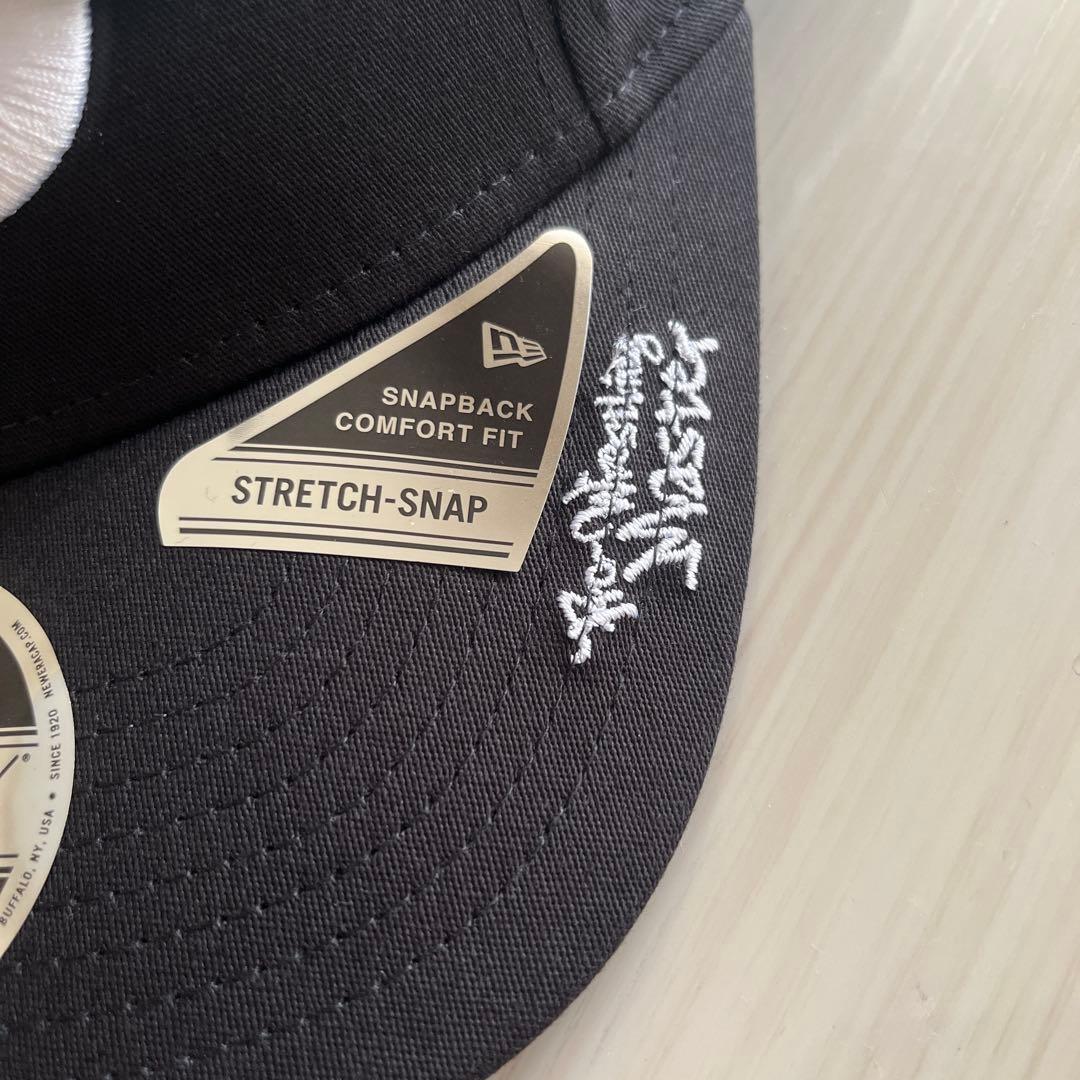 SNAPBACK
COMFORT FIT
STRETCH-SNAP
BUFFALO, NY, USA • SINCE 1920 NEWERACAP.COM
®